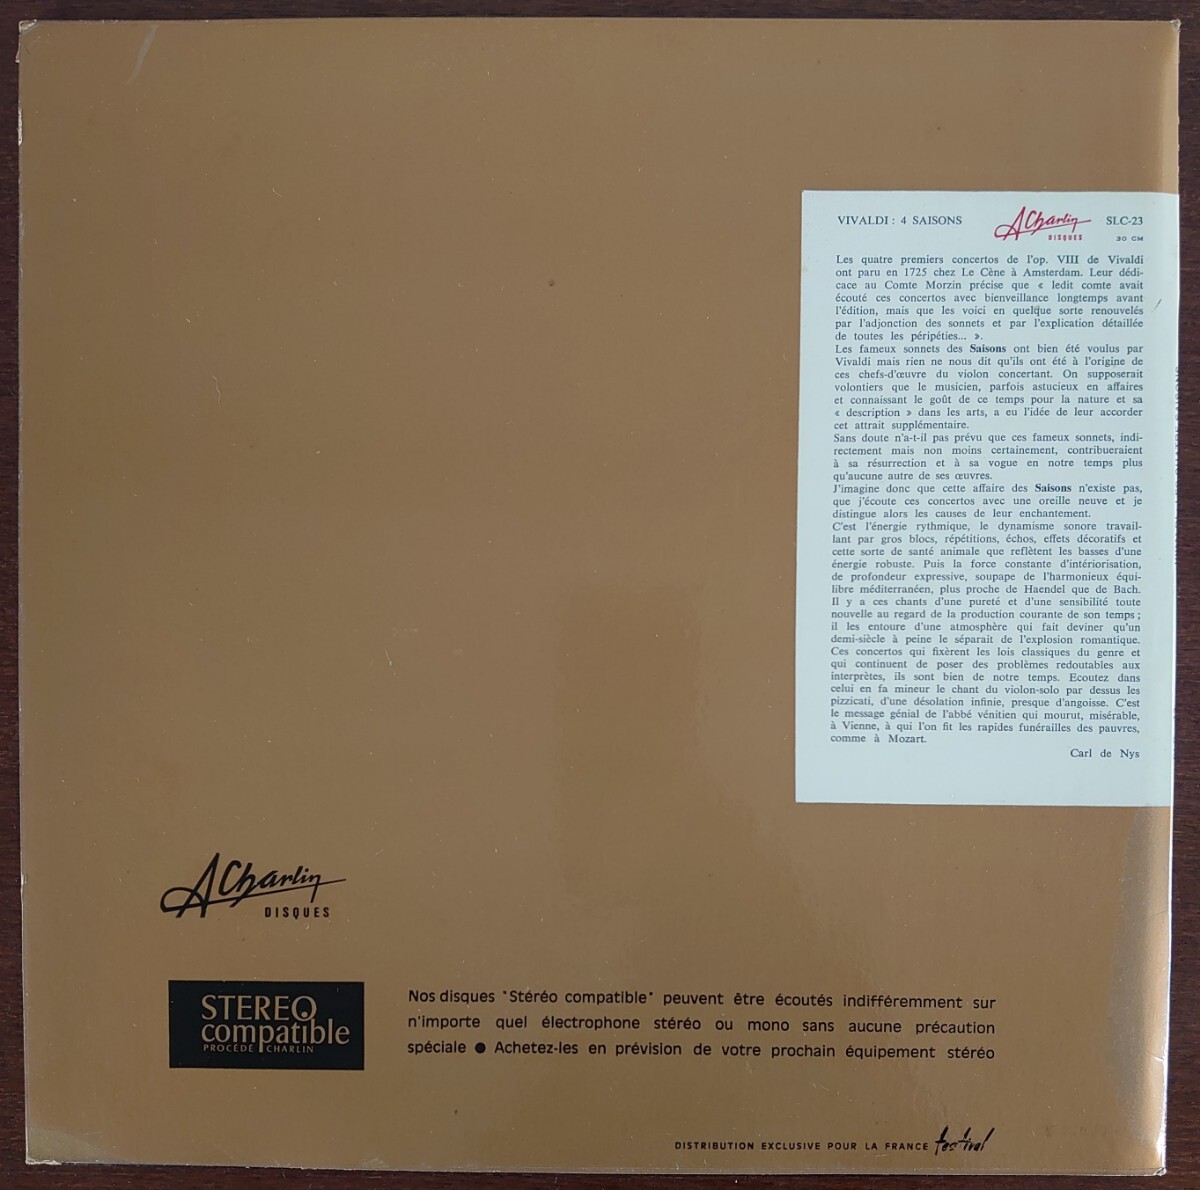 VIVALDI : 4 SAISONS
ACharlin
DISQUES
SLC-23
30 CM
Les quatre premiers concertos de l'op. VIII de Vivaldi
ont paru en 1725 chez Le Cène à Amsterdam. Leur dédi-
cace au Comte Morzin précise que « ledit comte avait
écouté ces concertos avec bienveillance longtemps avant
l'édition, mais que les voici en quelque sorte renouvelés
par l'adjonction des sonnets et par l'explication détaillée
de toutes les péripéties... ».
Les fameux sonnets des Saisons ont bien été voulus par
Vivaldi mais rien ne nous dit qu'ils ont été à l'origine de
ces chefs-d'œuvre du violon concertant. On supposerait
volontiers que le musicien, parfois astucieux en affaires
et connaissant le goût de ce temps pour la nature et sa
« description » dans les arts, a eu l'idée de leur accorder
cet attrait supplémentaire.
Sans doute n'a-t-il pas prévu que ces fameux sonnets, indi-
rectement mais non moins certainement, contribueraient
à sa résurrection et à sa vogue en notre temps plus
qu'aucune autre de ses œuvres.
J'imagine donc que cette affaire des Saisons n'existe pas,
que j'écoute ces concertos avec une oreille neuve et je
distingue alors les causes de leur enchantement.
C'est l'énergie rythmique, le dynamisme sonore travail-
lant par gros blocs, répétitions, échos, effets décoratifs et
cette sorte de santé animale que reflètent les basses d'une
énergie robuste. Puis la force constante d'intériorisation,
de profondeur expressive, soupape de l'harmonieux équi-
libre méditerranéen, plus proche de Haendel que de Bach.
Il y a ces chants d'une pureté et d'une sensibilité toute
nouvelle au regard de la production courante de son temps ;
il les entoure d'une atmosphère qui fait deviner qu'un
demi-siècle à peine le séparait de l'explosion romantique.
Ces concertos qui fixèrent les lois classiques du genre et
qui continuent de poser des problèmes redoutables aux
interprètes, ils sont bien de notre temps. Ecoutez dans
celui en fa mineur le chant du violon-solo par dessus les
pizzicati, d'une désolation infinie, presque d'angoisse. C'est
le message génial de l'abbé vénitien qui mourut, misérable,
à Vienne, à qui l'on fit les rapides funérailles des pauvres,
comme à Mozart.
Carl de Nys
ACharlin
DISQUES
STEREO
compatible
PROCÉDÉ CHARLIN
Nos disques "Stéréo compatible" peuvent être écoutés indifféremment sur
n'importe quel électrophone stéréo ou mono sans aucune précaution
spéciale ● Achetez-les en prévision de votre prochain équipement stéréo
DISTRIBUTION EXCLUSIVE POUR LA FRANCE festival